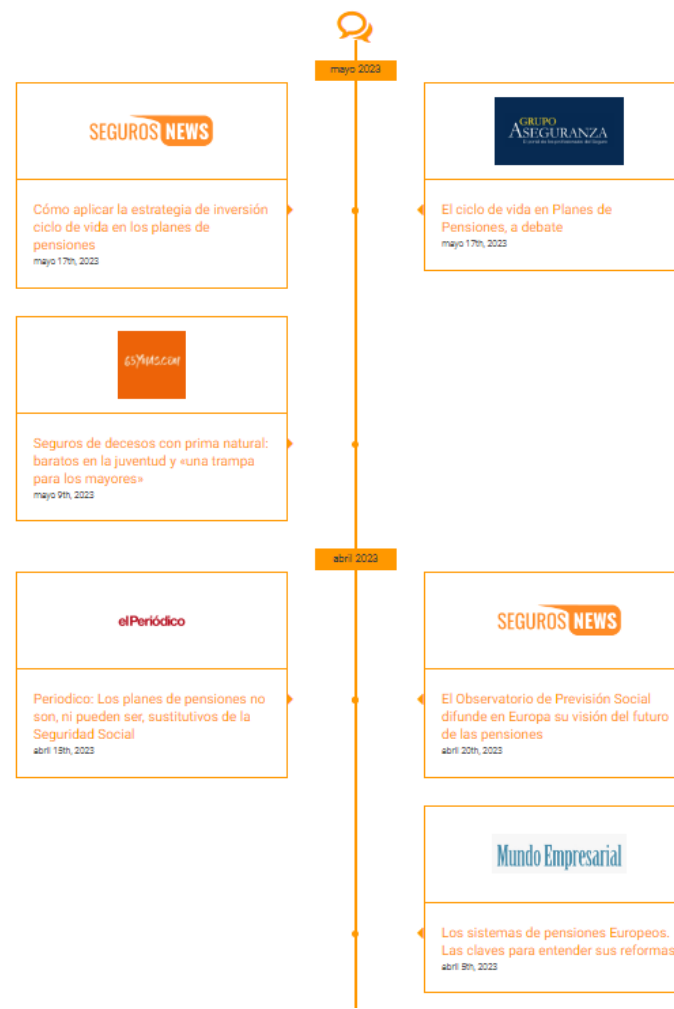 mayo 2023
SEGUROS NEWS
Cómo aplicar la estrategia de inversión
ciclo de vida en los planes de
pensiones
mayo 17th, 2023
GRUPO
ASEGURANZA
El ciclo de vida en Planes de
Pensiones, a debate
mayo 17th, 2023
65YMÁS.COM
Seguros de decesos con prima natural:
baratos en la juventud y «una trampa
para los mayores»
mayo 9th, 2023
abril 2023
elPeriódico
Periodico: Los planes de pensiones no
son, ni pueden ser, sustitutivos de la
Seguridad Social
abril 15th, 2023
SEGUROS NEWS
El Observatorio de Previsión Social
difunde en Europa su visión del futuro
de las pensiones
abril 20th, 2023
Mundo Empresarial
Los sistemas de pensiones Europeos.
Las claves para entender sus reformas
abril 5th, 2023